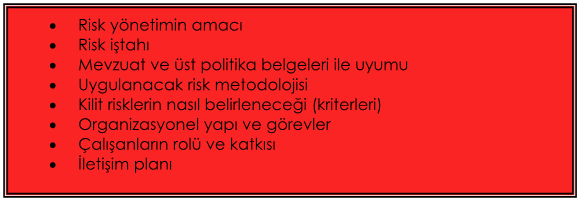 • Risk yönetimin amacı
• Risk iştahı
• Mevzuat ve üst politika belgeleri ile uyumu
• Uygulanacak risk metodolojisi
• Kilit risklerin nasıl belirleneceği (kriterleri)
• Organizasyonel yapı ve görevler
• Çalışanların rolü ve katkısı
• İletişim planı